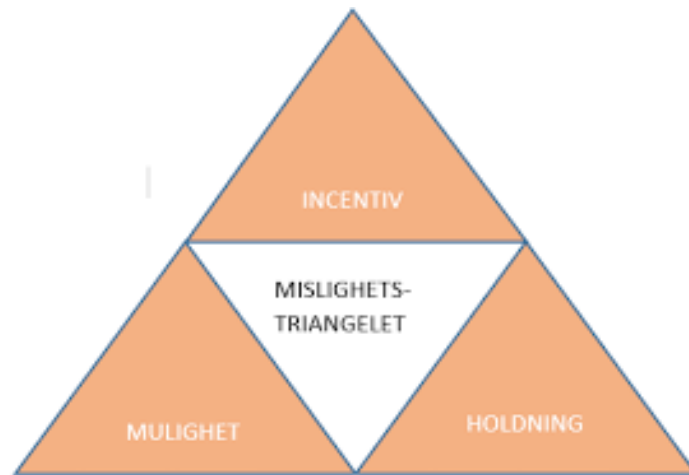 INCENTIV
MISLIGHETS-
TRIANGELET
MULIGHET
HOLDNING